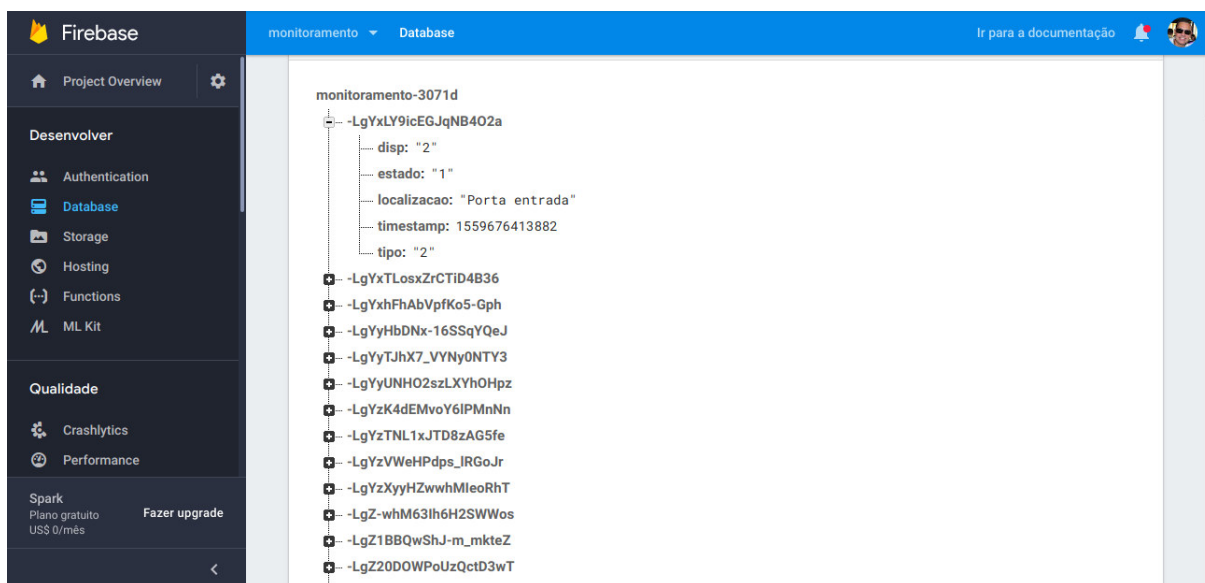 Firebase
monitoramento
Database
Ir para a documentação
Project Overview
Desenvolver
Authentication
Database
Storage
Hosting
Functions
ML Kit
Qualidade
Crashlytics
Performance
Spark
Plano gratuito
US$ 0/mês
Fazer upgrade
monitoramento-3071d
-LgYxLY9icEGJqNB4O2a
disp: "2"
estado: "1"
localizacao: "Porta entrada"
timestamp: 1559676413882
tipo: "2"
-LgYxTLosxZrCTiD4B36
-LgYxhFhAbVpfKo5-Gph
-LgYyHbDNx-16SSqYQeJ
-LgYyTJhX7_VYNy0NTY3
-LgYyUNHO2szLXYhOHpz
-LgYzK4dEMvoY6lPMnNn
-LgYzTNL1xJTD8zAG5fe
-LgYzVWeHPdps_lRGoJr
-LgYzXyyHZwwhMIeoRhT
-LgZ-whM63Ih6H2SWWos
-LgZ1BBQwShJ-m_mkteZ
-LgZ20DOWPoUzQctD3wT